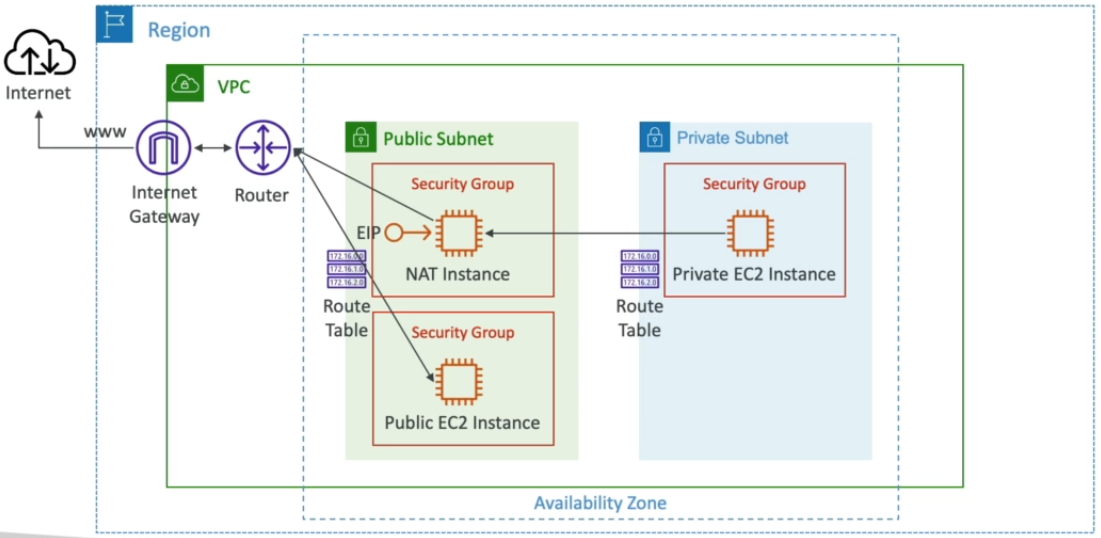 Region
Internet
VPC
www
Internet
Gateway
Router
Public Subnet
Security Group
EIP
NAT Instance
172.16.0.0
172.16.1.0
172.16.2.0
Route
Table
Security Group
Public EC2 Instance
Private Subnet
Security Group
Private EC2 Instance
172.16.0.0
172.16.1.0
172.16.2.0
Route
Table
Availability Zone